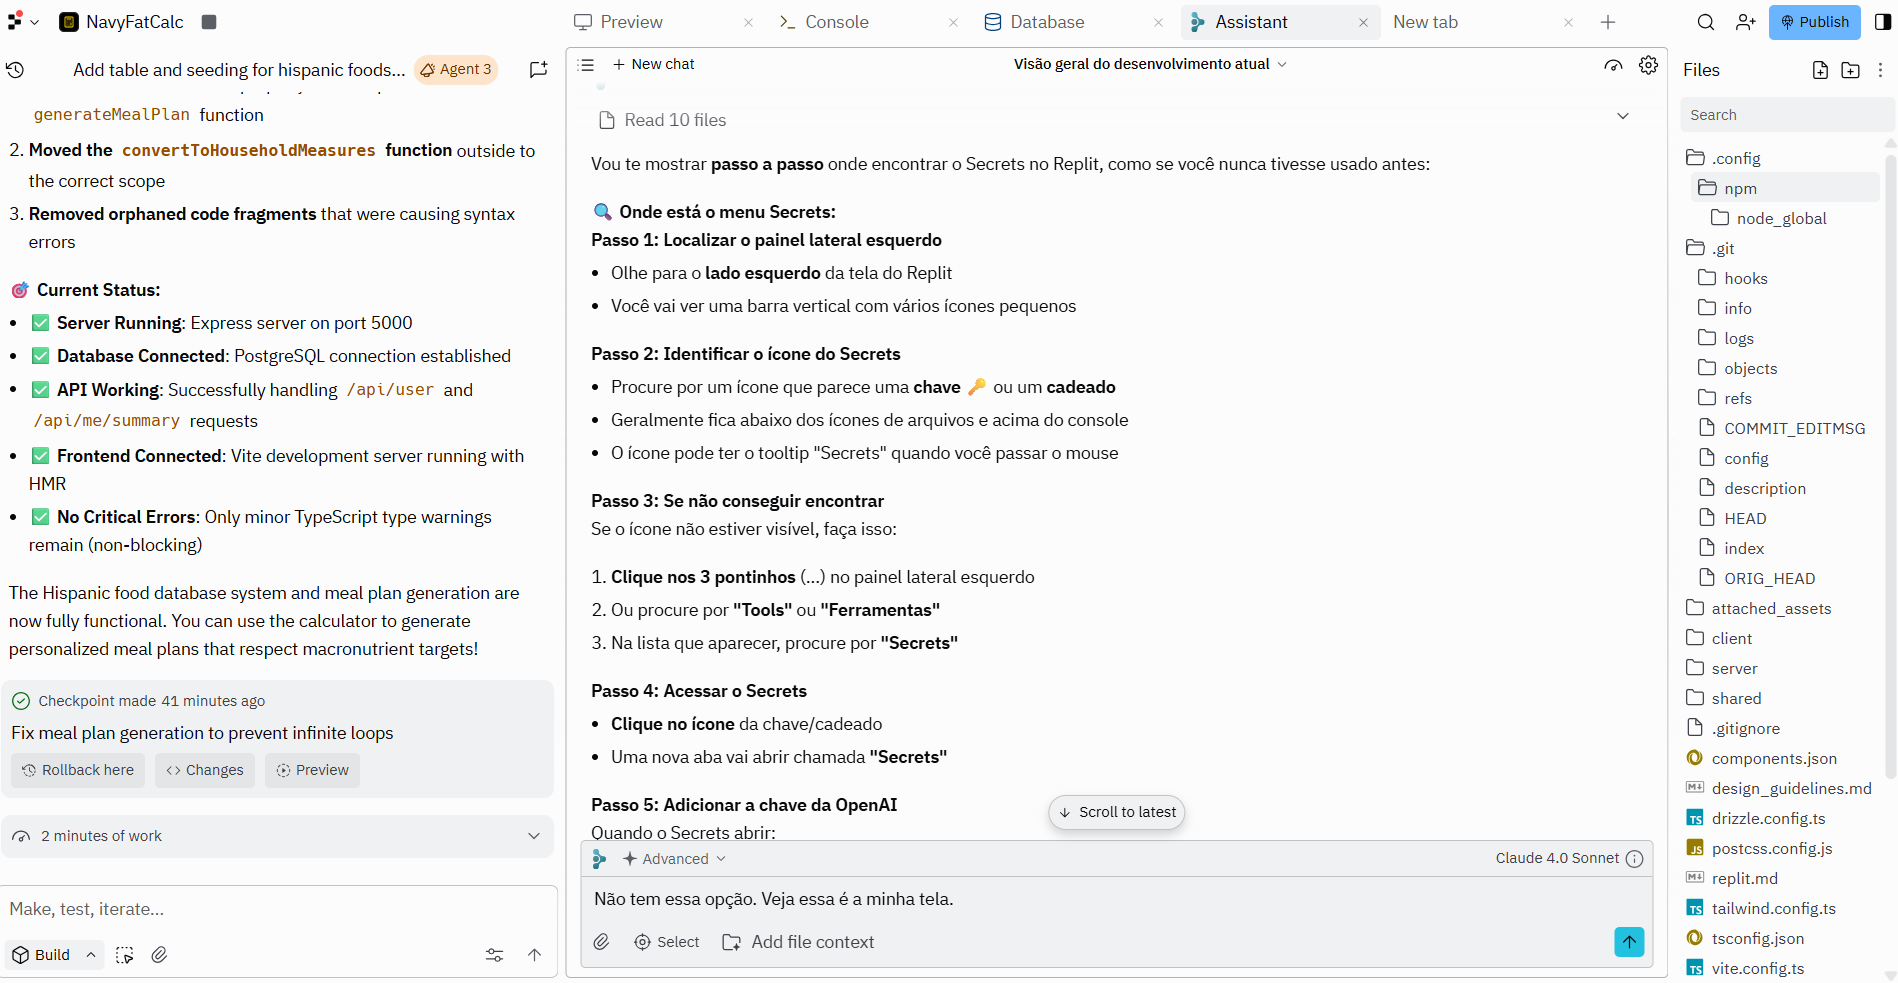 NavyFatCalc
Preview
Console
Database
Assistant
New tab
Publish
Add table and seeding for hispanic foods...
Agent 3
generateMealPlan function
2. Moved the convertToHouseholdMeasures function outside to
the correct scope
3. Removed orphaned code fragments that were causing syntax
errors
🎯 Current Status:
• ✅ Server Running: Express server on port 5000
• ✅ Database Connected: PostgreSQL connection established
• ✅ API Working: Successfully handling /api/user and
/api/me/summary requests
• ✅ Frontend Connected: Vite development server running with
HMR
• ✅ No Critical Errors: Only minor TypeScript type warnings
remain (non-blocking)
The Hispanic food database system and meal plan generation are
now fully functional. You can use the calculator to generate
personalized meal plans that respect macronutrient targets!
Checkpoint made 41 minutes ago
Fix meal plan generation to prevent infinite loops
Rollback here
Changes
Preview
2 minutes of work
Make, test, iterate...
Build
New chat
Visão geral do desenvolvimento atual
Read 10 files
Vou te mostrar passo a passo onde encontrar o Secrets no Replit, como se você nunca tivesse usado antes:
🔍 Onde está o menu Secrets:
Passo 1: Localizar o painel lateral esquerdo
• Olhe para o lado esquerdo da tela do Replit
• Você vai ver uma barra vertical com vários ícones pequenos
Passo 2: Identificar o ícone do Secrets
• Procure por um ícone que parece uma chave 🔑 ou um cadeado
• Geralmente fica abaixo dos ícones de arquivos e acima do console
• O ícone pode ter o tooltip "Secrets" quando você passar o mouse
Passo 3: Se não conseguir encontrar
Se o ícone não estiver visível, faça isso:
1. Clique nos 3 pontinhos (...) no painel lateral esquerdo
2. Ou procure por "Tools" ou "Ferramentas"
3. Na lista que aparecer, procure por "Secrets"
Passo 4: Acessar o Secrets
• Clique no ícone da chave/cadeado
• Uma nova aba vai abrir chamada "Secrets"
Passo 5: Adicionar a chave da OpenAI
Quando o Secrets abrir:
Scroll to latest
Advanced
Claude 4.0 Sonnet
Não tem essa opção. Veja essa é a minha tela.
Select
Add file context
Files
Search
.config
npm
node_global
.git
hooks
info
logs
objects
refs
COMMIT_EDITMSG
config
description
HEAD
index
ORIG_HEAD
attached_assets
client
server
shared
.gitignore
components.json
design_guidelines.md
drizzle.config.ts
postcss.config.js
replit.md
tailwind.config.ts
tsconfig.json
vite.config.ts